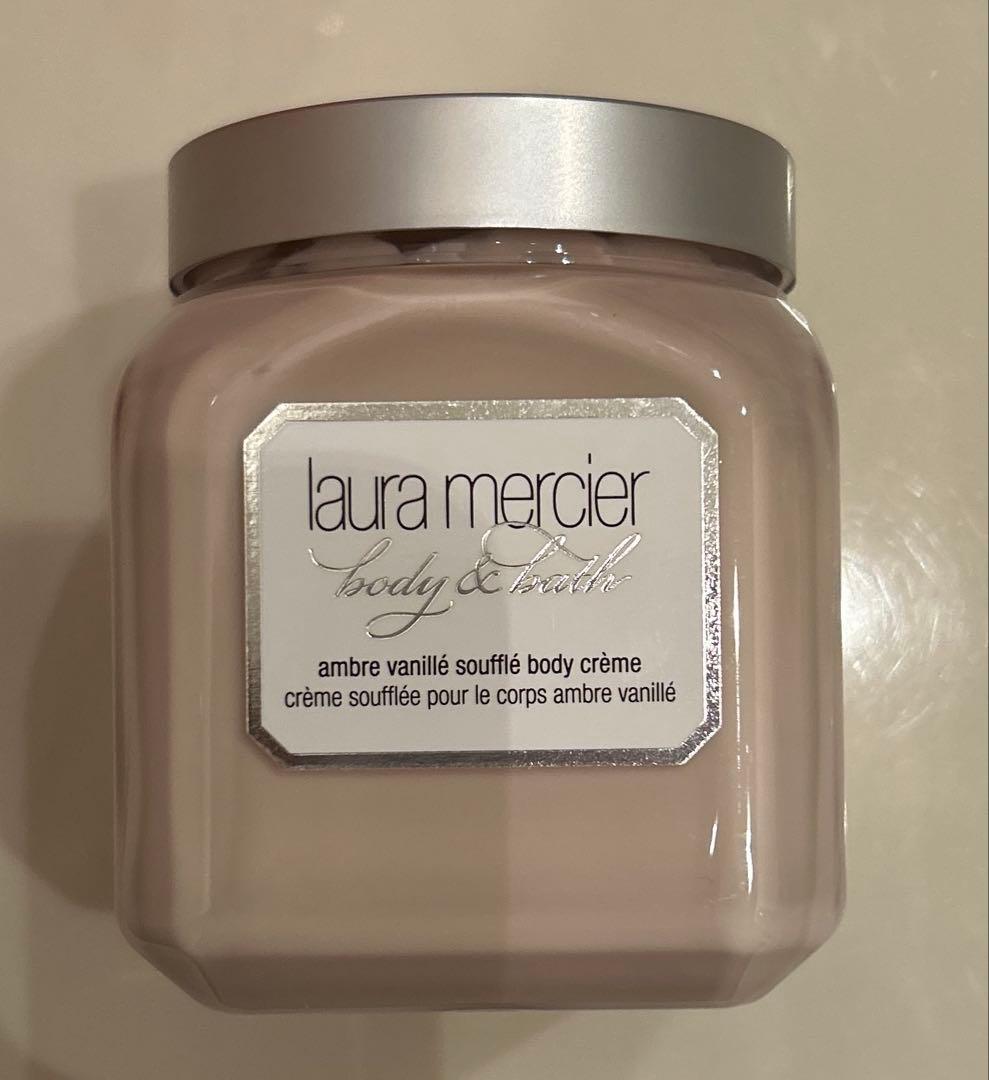 laura mercier
body & bath
ambre vanillé soufflé body crème
crème soufflée pour le corps ambre vanillé